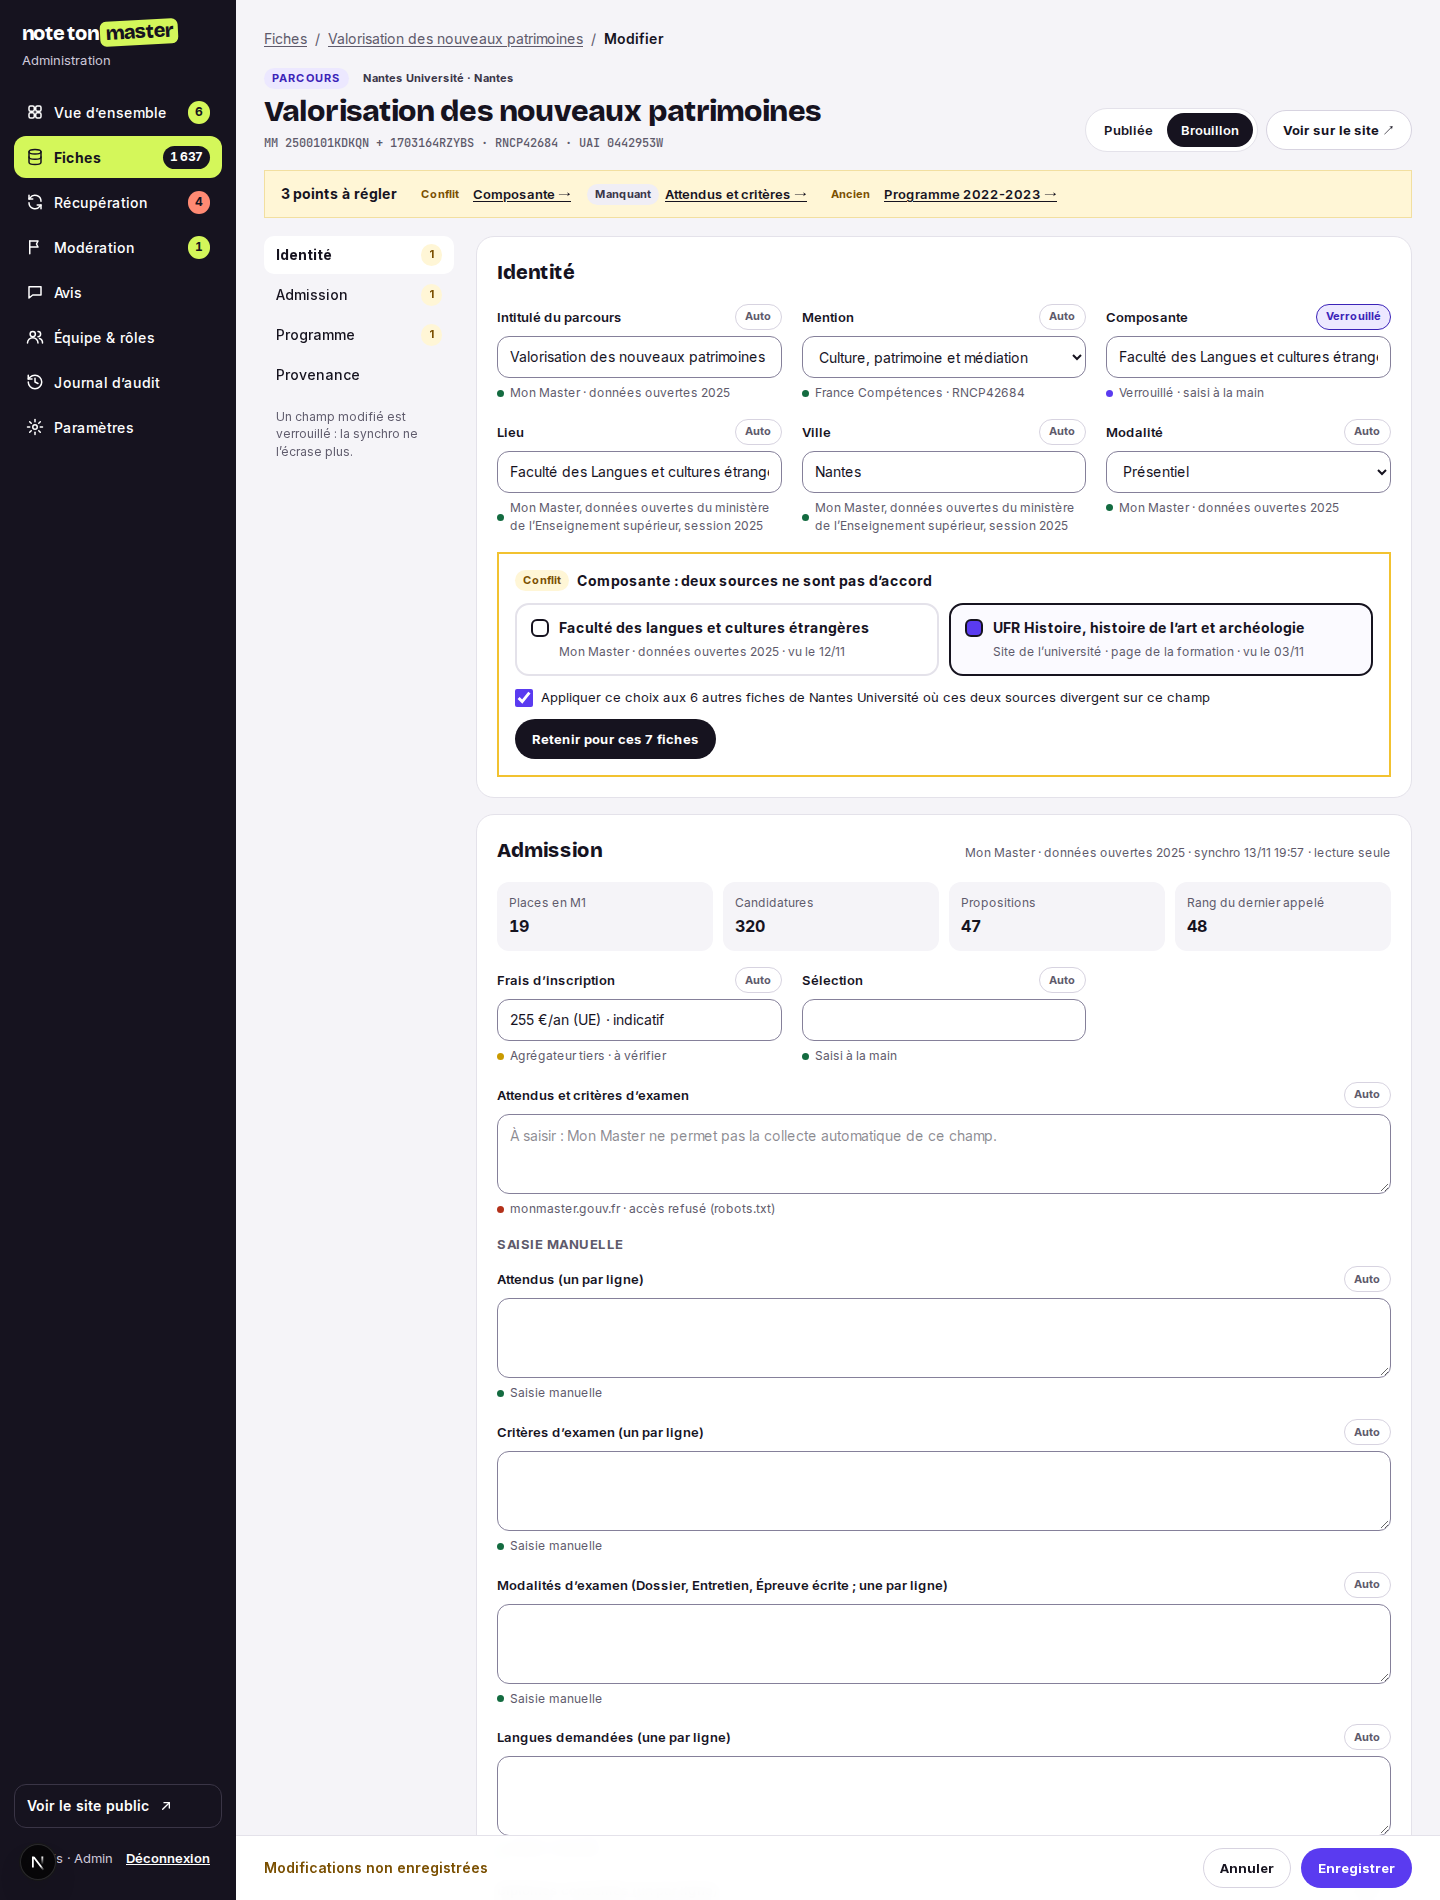 note ton master
Administration
Vue d’ensemble 6
Fiches 1 637
Récupération 4
Modération 1
Avis
Équipe & rôles
Journal d’audit
Paramètres
Voir le site public ↗
s · Admin Déconnexion
Fiches / Valorisation des nouveaux patrimoines / Modifier
PARCOURS Nantes Université · Nantes
Valorisation des nouveaux patrimoines
MM 2500101KDKQN + 1703164RZYBS · RNCP42684 · UAI 0442953W
Publiée Brouillon Voir sur le site ↗
3 points à régler Conflit Composante → Manquant Attendus et critères → Ancien Programme 2022-2023 →
Identité 1
Admission 1
Programme 1
Provenance
Un champ modifié est
verrouillé : la synchro ne
l’écrase plus.
Identité
Intitulé du parcours Auto Mention Auto Composante Verrouillé
Valorisation des nouveaux patrimoines Culture, patrimoine et médiation Faculté des Langues et cultures étrang
Mon Master · données ouvertes 2025 France Compétences · RNCP42684 Verrouillé · saisi à la main
Lieu Auto Ville Auto Modalité Auto
Faculté des Langues et cultures étrang Nantes Présentiel
Mon Master, données ouvertes du ministère Mon Master, données ouvertes du ministère Mon Master · données ouvertes 2025
de l’Enseignement supérieur, session 2025 de l’Enseignement supérieur, session 2025
Conflit Composante : deux sources ne sont pas d’accord
Faculté des langues et cultures étrangères UFR Histoire, histoire de l’art et archéologie
Mon Master · données ouvertes 2025 · vu le 12/11 Site de l’université · page de la formation · vu le 03/11
Appliquer ce choix aux 6 autres fiches de Nantes Université où ces deux sources divergent sur ce champ
Retenir pour ces 7 fiches
Admission Mon Master · données ouvertes 2025 · synchro 13/11 19:57 · lecture seule
Places en M1 Candidatures Propositions Rang du dernier appelé
19 320 47 48
Frais d’inscription Auto Sélection Auto
255 €/an (UE) · indicatif
Agrégateur tiers · à vérifier Saisi à la main
Attendus et critères d’examen Auto
À saisir : Mon Master ne permet pas la collecte automatique de ce champ.
monmaster.gouv.fr · accès refusé (robots.txt)
SAISIE MANUELLE
Attendus (un par ligne) Auto
Saisie manuelle
Critères d’examen (un par ligne) Auto
Saisie manuelle
Modalités d’examen (Dossier, Entretien, Épreuve écrite ; une par ligne) Auto
Saisie manuelle
Langues demandées (une par ligne) Auto
Modifications non enregistrées Annuler Enregistrer